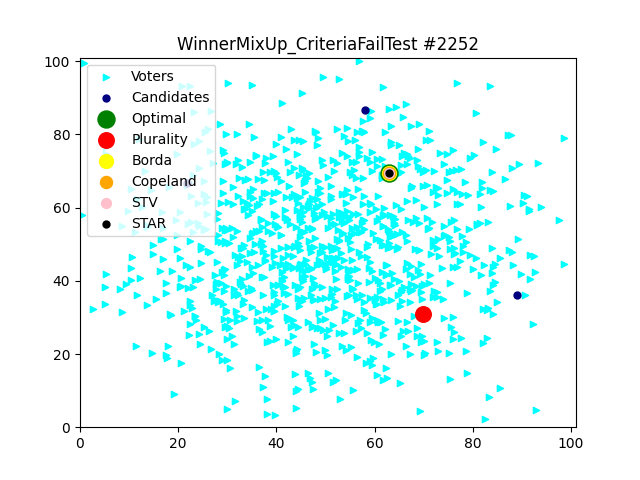 WinnerMixUp_CriteriaFailTest #2252
100
80
60
40
20
0
0
20
40
60
80
100
Voters
Candidates
Optimal
Plurality
Borda
Copeland
STV
STAR